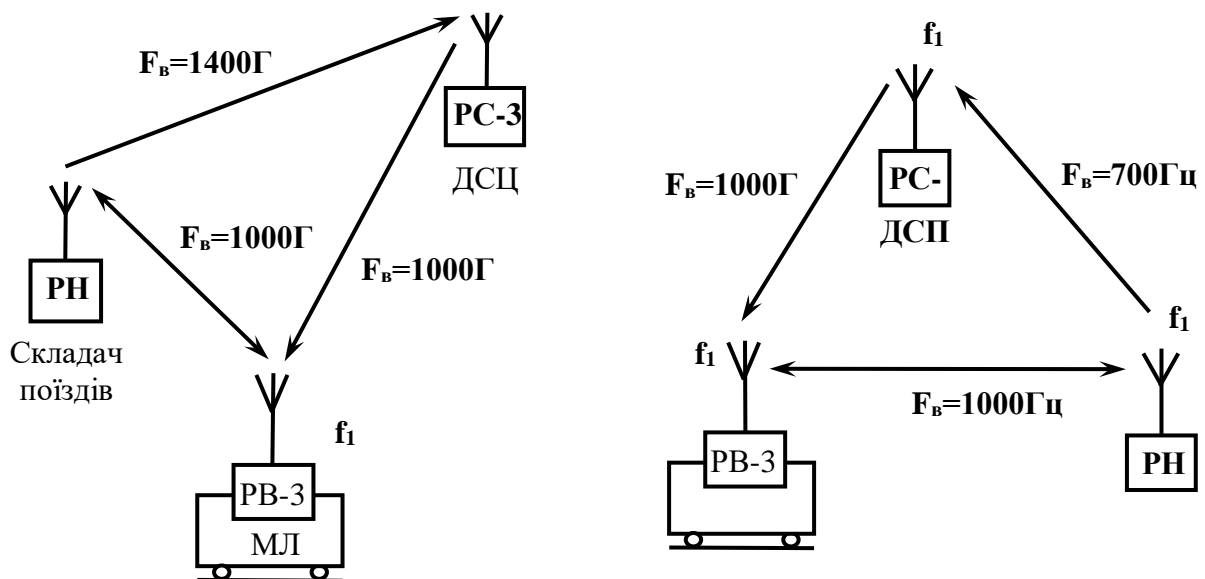 Fв=1400Г
РС-3
ДСЦ
Fв=1000Г
Fв=1000Г
РН
Складач
поїздів
f1
РВ-3
МЛ
f1
РС-
ДСП
Fв=1000Г
Fв=700Гц
f1
f1
Fв=1000Гц
РВ-3
РН